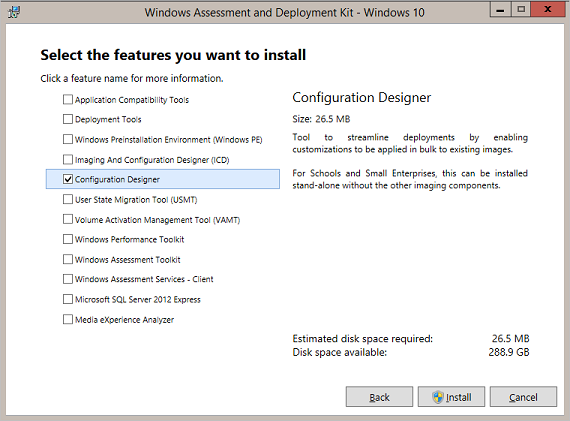 Windows Assessment and Deployment Kit - Windows 10
Select the features you want to install
Click a feature name for more information.
Application Compatibility Tools
Deployment Tools
Windows Preinstallation Environment (Windows PE)
Imaging And Configuration Designer (ICD)
Configuration Designer
User State Migration Tool (USMT)
Volume Activation Management Tool (VAMT)
Windows Performance Toolkit
Windows Assessment Toolkit
Windows Assessment Services - Client
Microsoft SQL Server 2012 Express
Media eXperience Analyzer
Configuration Designer
Size: 26.5 MB
Tool to streamline deployments by enabling
customizations to be applied in bulk to existing images.
For Schools and Small Enterprises, this can be installed
stand-alone without the other imaging components.
Estimated disk space required: 26.5 MB
Disk space available: 288.9 GB
Back Install Cancel